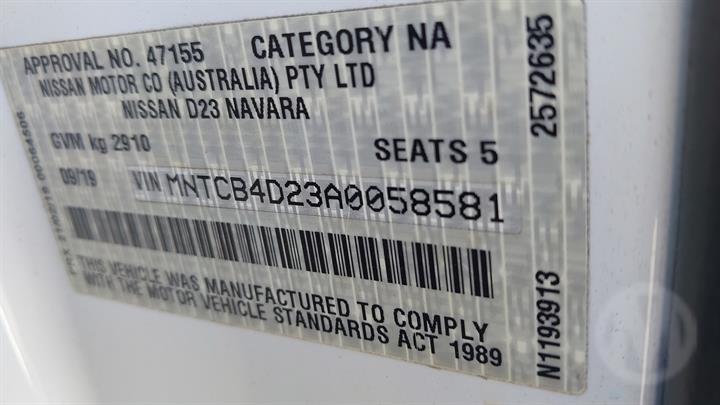 APPROVAL NO. 47155 CATEGORY NA
NISSAN MOTOR CO (AUSTRALIA) PTY LTD
NISSAN D23 NAVARA
GVM kg 2910 SEATS 5
09/19 VIN MNTCB4D23A0058581
THIS VEHICLE WAS MANUFACTURED TO COMPLY
WITH THE MOTOR VEHICLE STANDARDS ACT 1989
2572635
N1193913